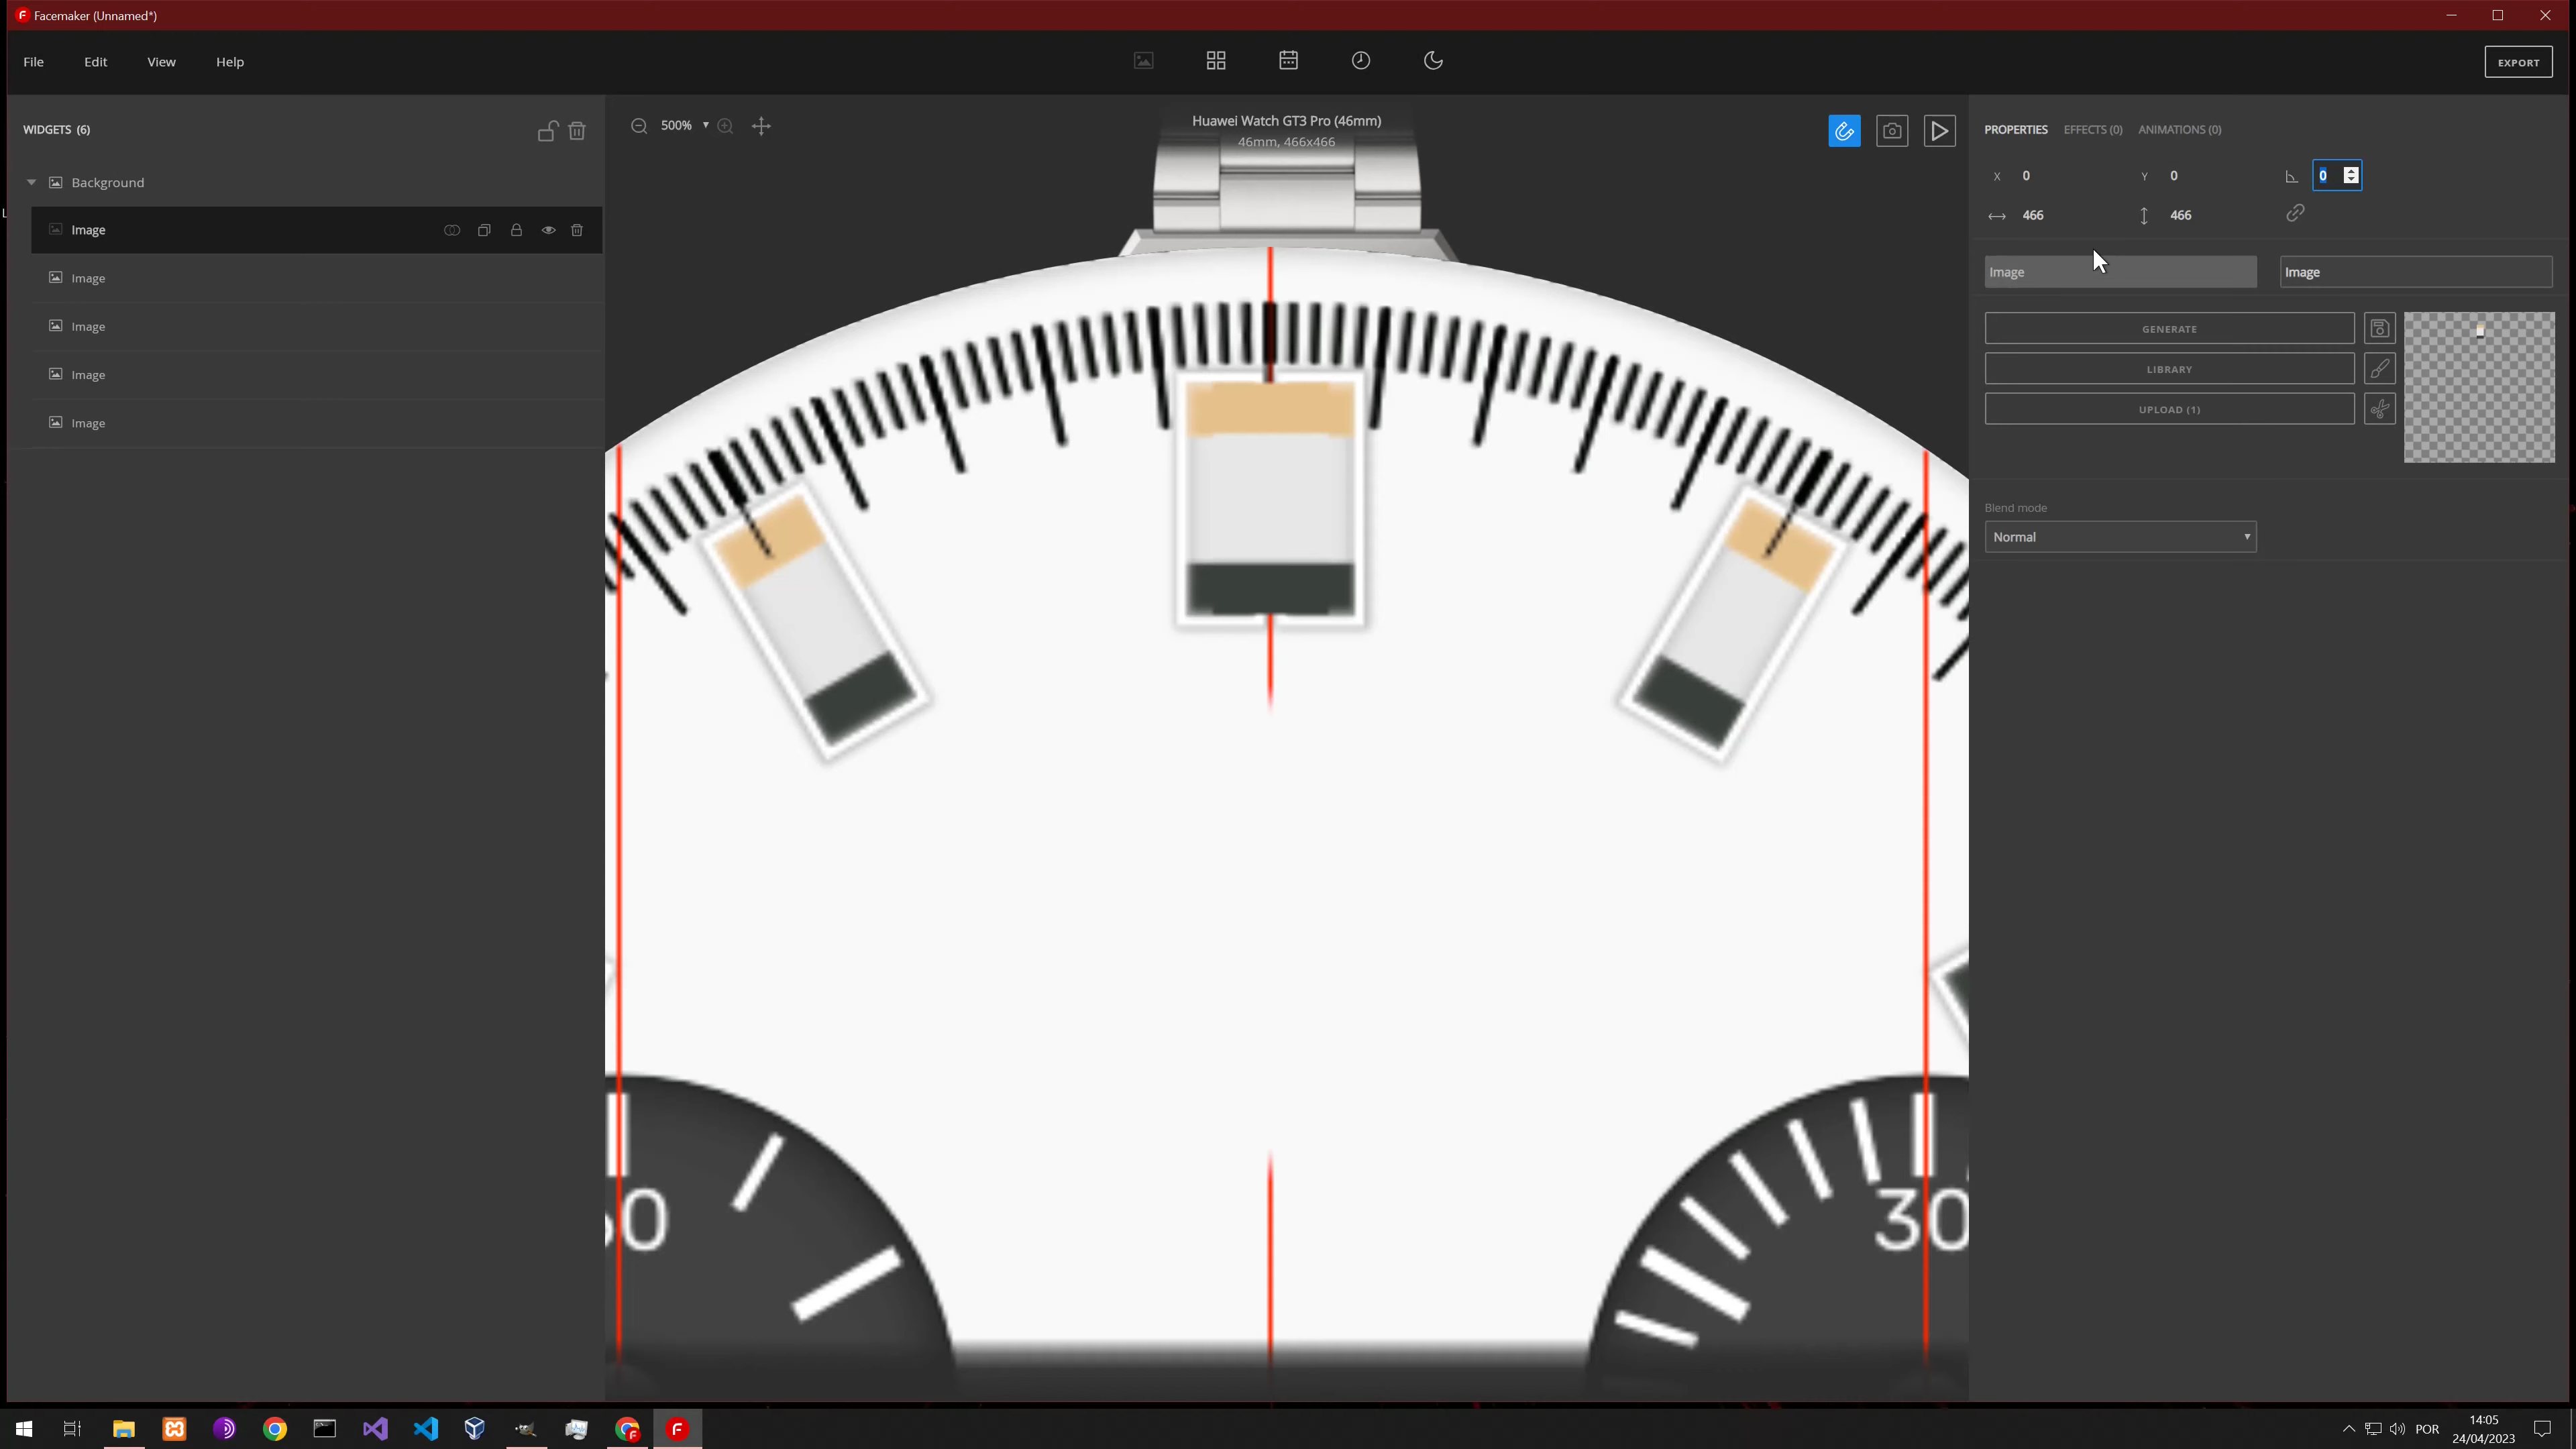 Facemaker (Unnamed*)
File Edit View Help
EXPORT
WIDGETS (6)
Background
Image
Image
Image
Image
Image
500%
Huawei Watch GT3 Pro (46mm)
46mm, 466x466
PROPERTIES EFFECTS (0) ANIMATIONS (0)
X 0 Y 0 0
466 466
Image Image
GENERATE
LIBRARY
UPLOAD (1)
Blend mode
Normal
30
POR
14:05
24/04/2023